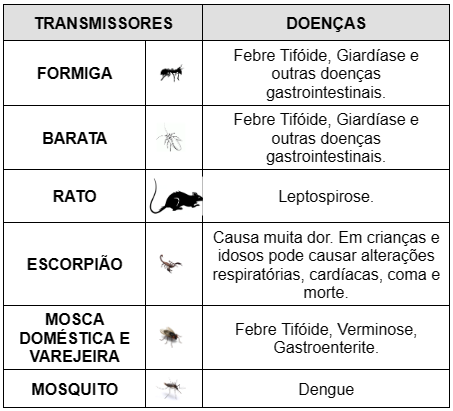 TRANSMISSORES
DOENÇAS
FORMIGA
Febre Tifóide, Giardíase e
outras doenças
gastrointestinais.
BARATA
Febre Tifóide, Giardíase e
outras doenças
gastrointestinais.
RATO
Leptospirose.
ESCORPIÃO
Causa muita dor. Em crianças e
idosos pode causar alterações
respiratórias, cardíacas, coma e
morte.
MOSCA
DOMÉSTICA E
VAREJEIRA
Febre Tifóide, Verminose,
Gastroenterite.
MOSQUITO
Dengue